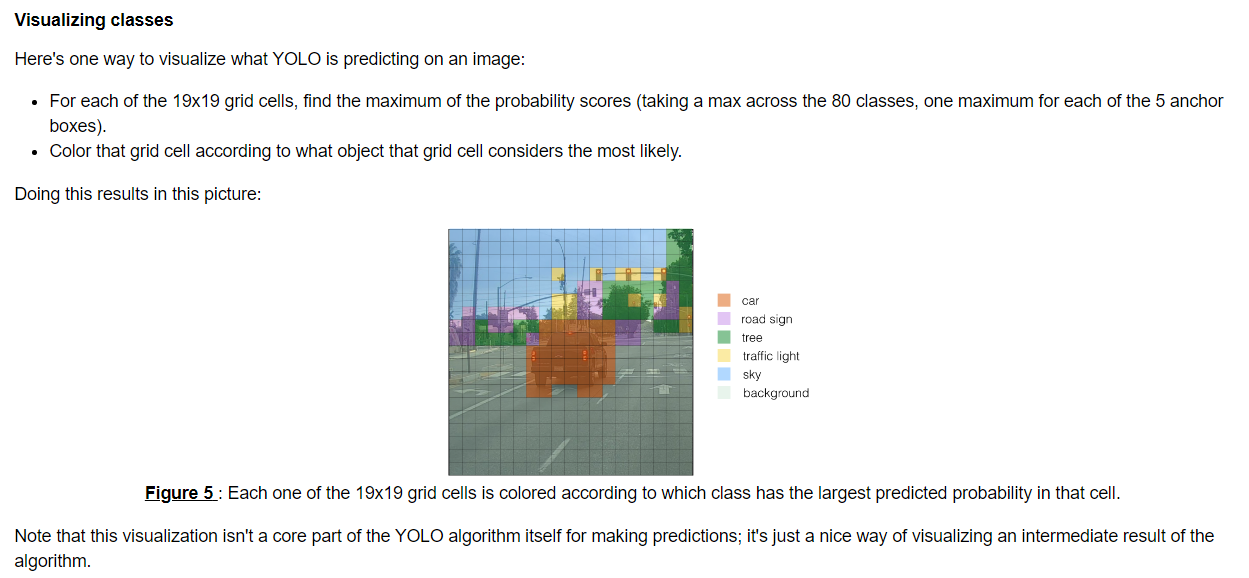 Visualizing classes
Here's one way to visualize what YOLO is predicting on an image:
• For each of the 19x19 grid cells, find the maximum of the probability scores (taking a max across the 80 classes, one maximum for each of the 5 anchor
boxes).
• Color that grid cell according to what object that grid cell considers the most likely.
Doing this results in this picture:
car
road sign
tree
traffic light
sky
background
Figure 5 : Each one of the 19x19 grid cells is colored according to which class has the largest predicted probability in that cell.
Note that this visualization isn't a core part of the YOLO algorithm itself for making predictions; it's just a nice way of visualizing an intermediate result of the
algorithm.